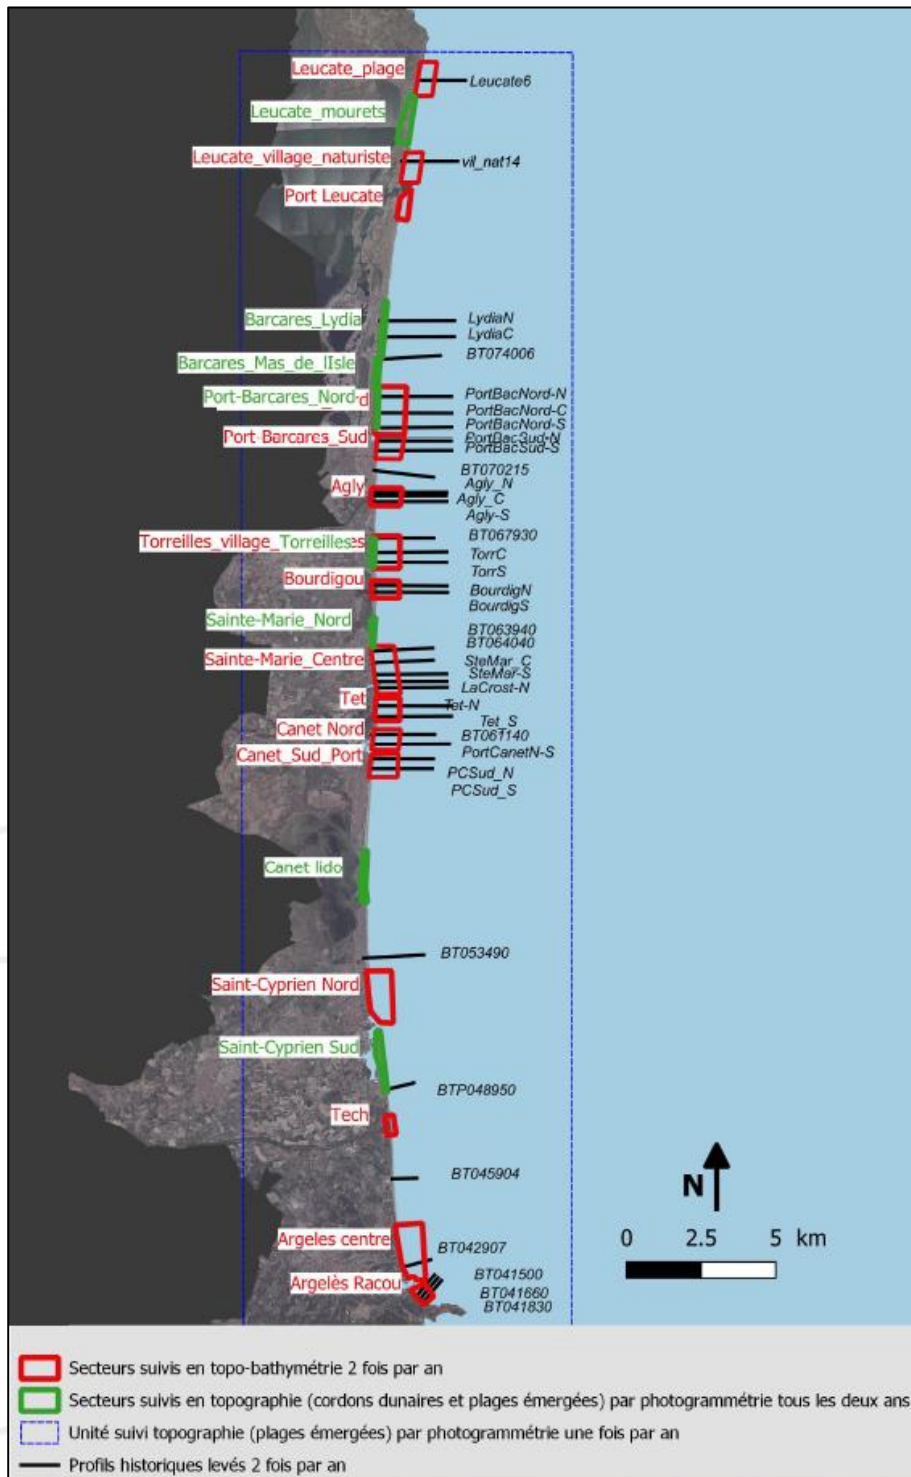 Leucate_plage
Leucate6
Leucate_mourets
Leucate_village_naturiste
vil_nat14
Port Leucate
Barcares_Lydia
LydiaN
LydiaC
BT074006
Barcares_Mas_de_lIsle
Port-Barcares_Nord
d
PortBacNord-N
PortBacNord-C
PortBacNord-S
Port-Barcares_Sud
PortBacSud-N
PortBacSud-S
BT070215
Agly
Agly_N
Agly_C
Agly-S
BT067930
Torreilles_village_
Torreilles
es
TorrC
TorrS
Bourdigou
BourdigN
BourdigS
Sainte-Marie_Nord
BT063940
BT064040
Sainte-Marie_Centre
SteMar_C
SteMar-S
LaCrost-N
Tet
Tet-N
Tet_S
Canet Nord
BT061140
Canet_Sud_Port
PortCanetN-S
PCSud_N
PCSud_S
Canet lido
BT053490
Saint-Cyprien Nord
Saint-Cyprien Sud
BTP048950
Tech
BT045904
N
0 2.5 5 km
Argeles centre
BT042907
Argelès Racou
BT041500
BT041660
BT041830
Secteurs suivis en topo-bathymétrie 2 fois par an
Secteurs suivis en topographie (cordons dunaires et plages émergées) par photogrammétrie tous les deux ans
Unité suivi topographie (plages émergées) par photogrammétrie une fois par an
Profils historiques levés 2 fois par an